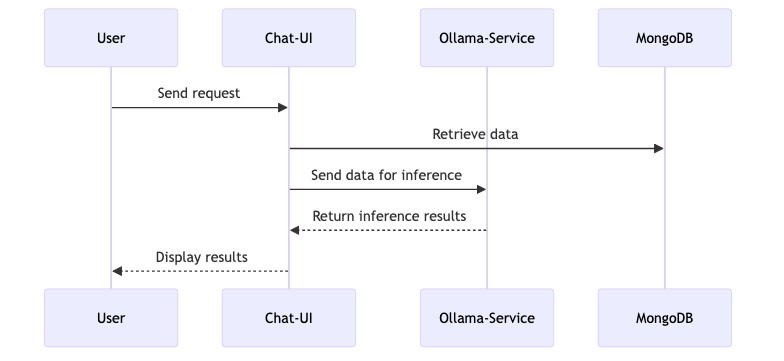 User
Chat-UI
Ollama-Service
MongoDB
Send request
Retrieve data
Send data for inference
Return inference results
Display results
User
Chat-UI
Ollama-Service
MongoDB